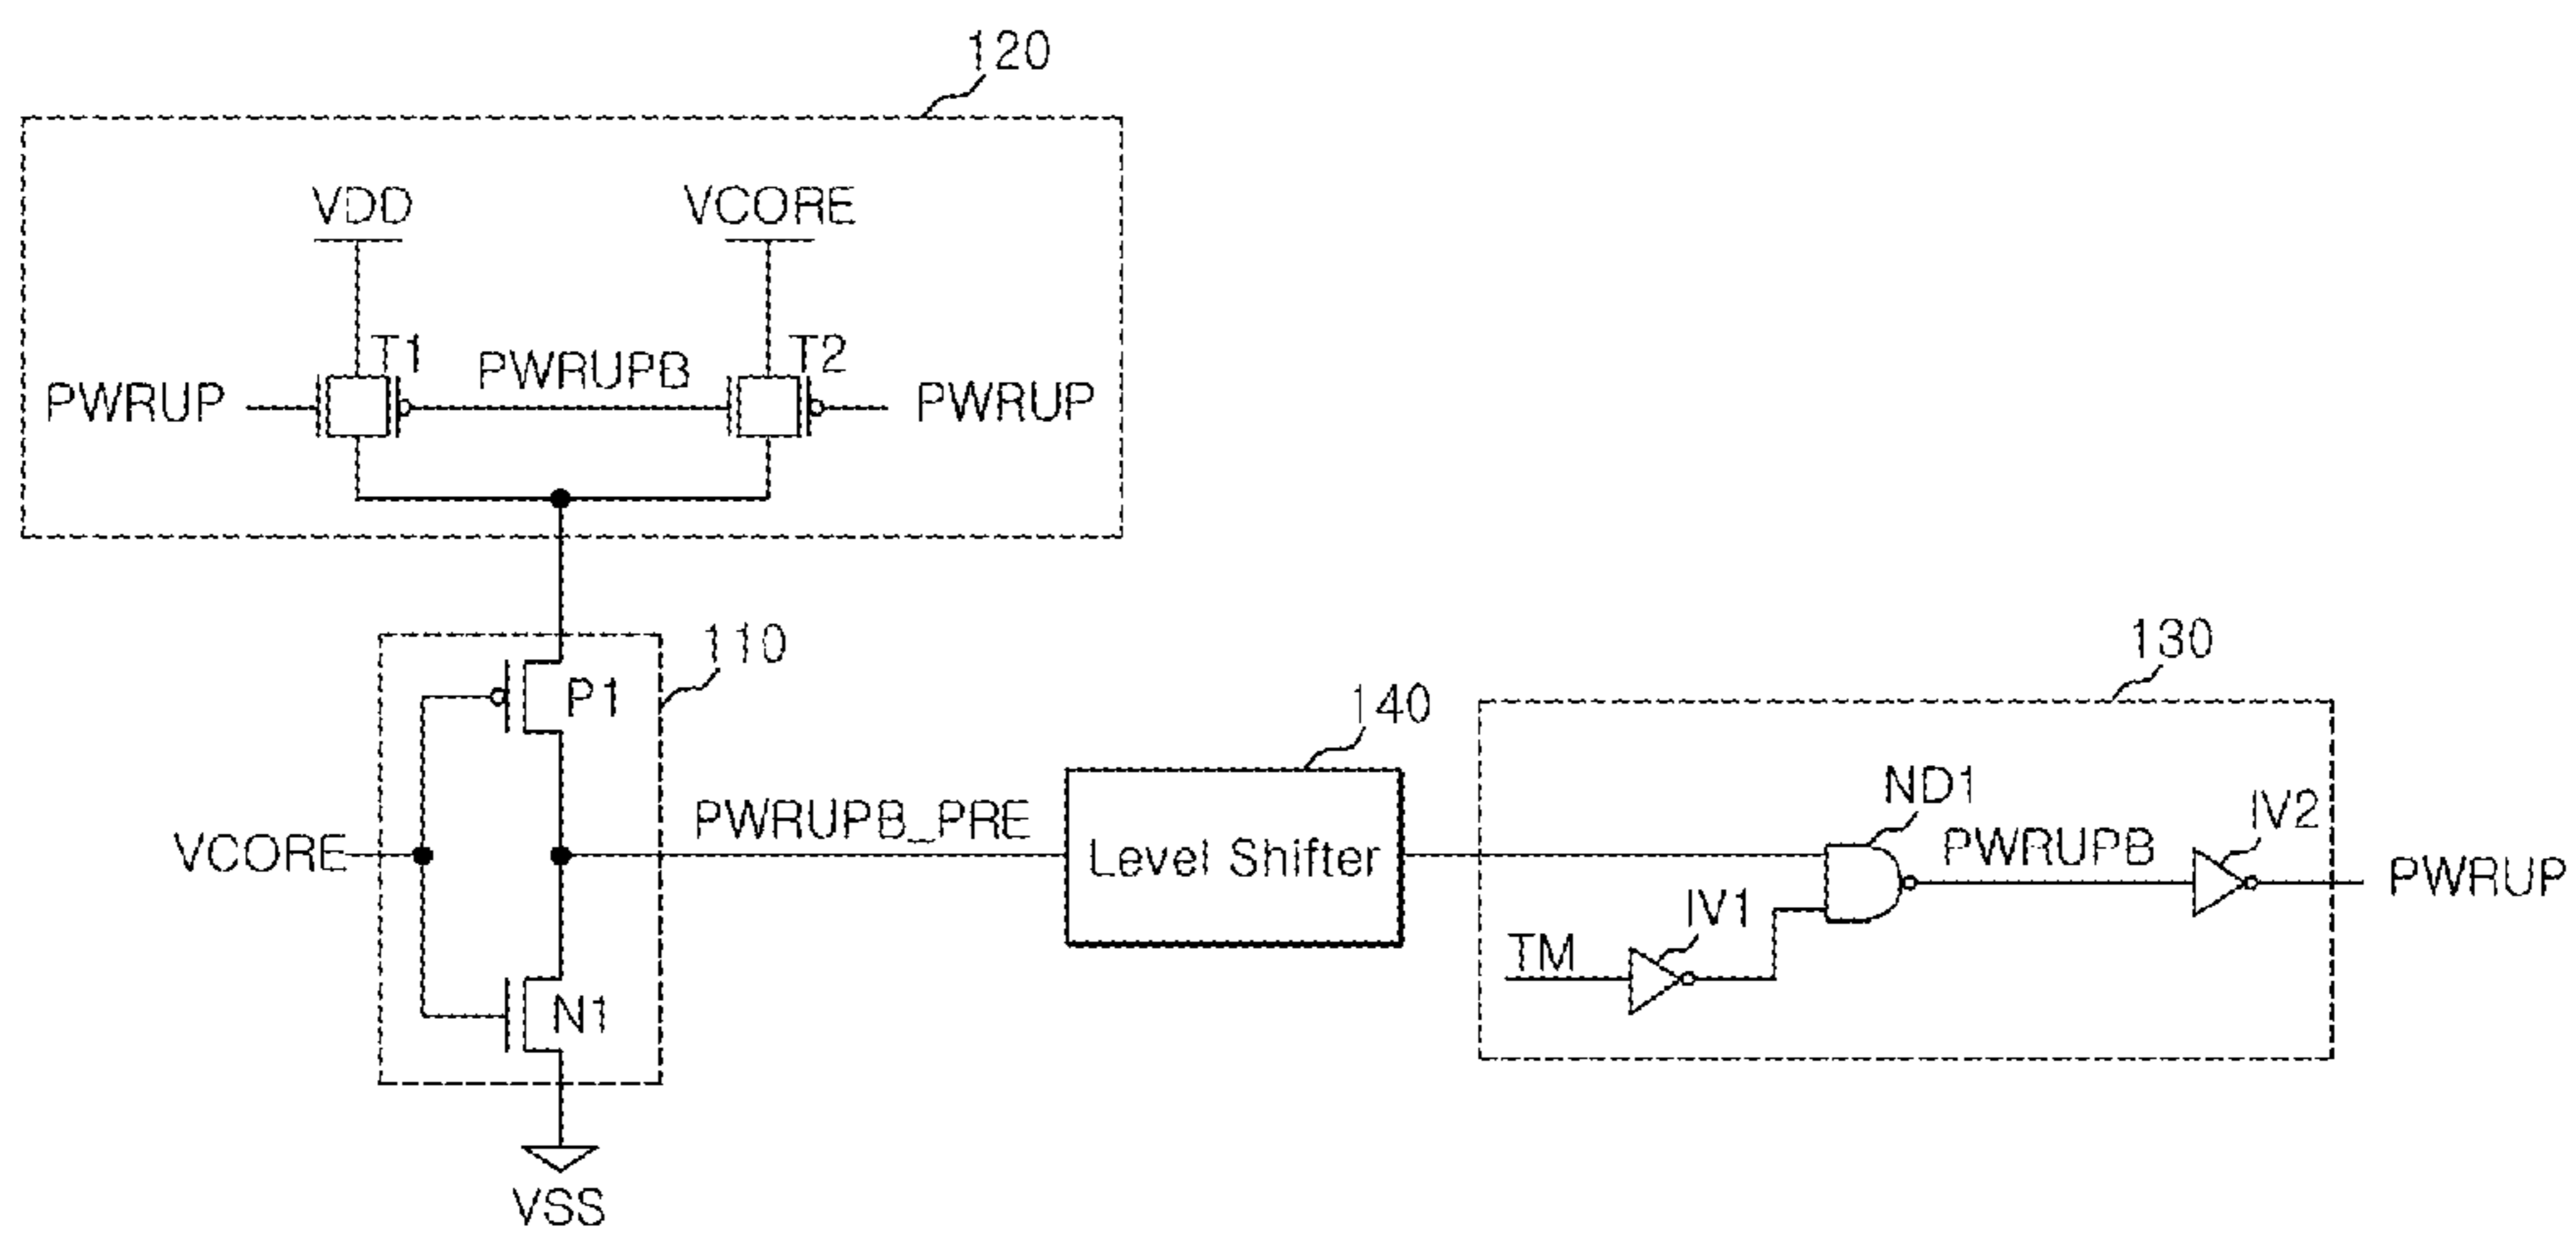 120
VDD VCORE
T1 T2
PWRUP PWRUPB PWRUP
110
P1
130
140
ND1
IV2
VCORE PWRUPB_PRE Level Shifter PWRUPB PWRUP
IV1
TM
N1
VSS